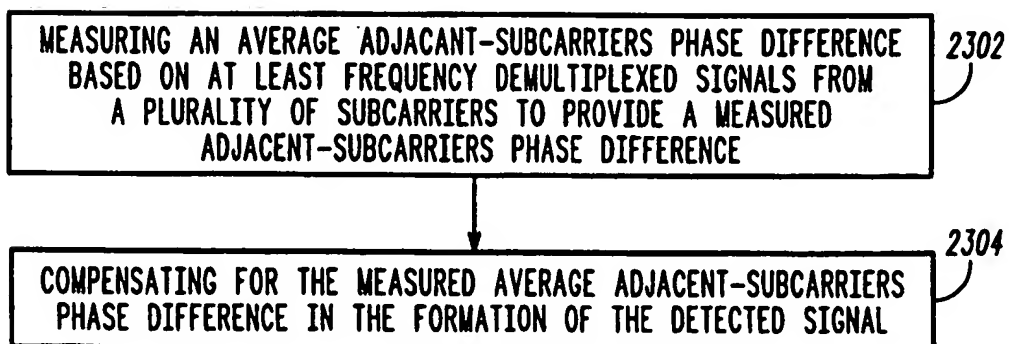 MEASURING AN AVERAGE ADJACANT-SUBCARRIERS PHASE DIFFERENCE
BASED ON AT LEAST FREQUENCY DEMULTIPLEXED SIGNALS FROM
A PLURALITY OF SUBCARRIERS TO PROVIDE A MEASURED
ADJACENT-SUBCARRIERS PHASE DIFFERENCE
2302
COMPENSATING FOR THE MEASURED AVERAGE ADJACENT-SUBCARRIERS
PHASE DIFFERENCE IN THE FORMATION OF THE DETECTED SIGNAL
2304